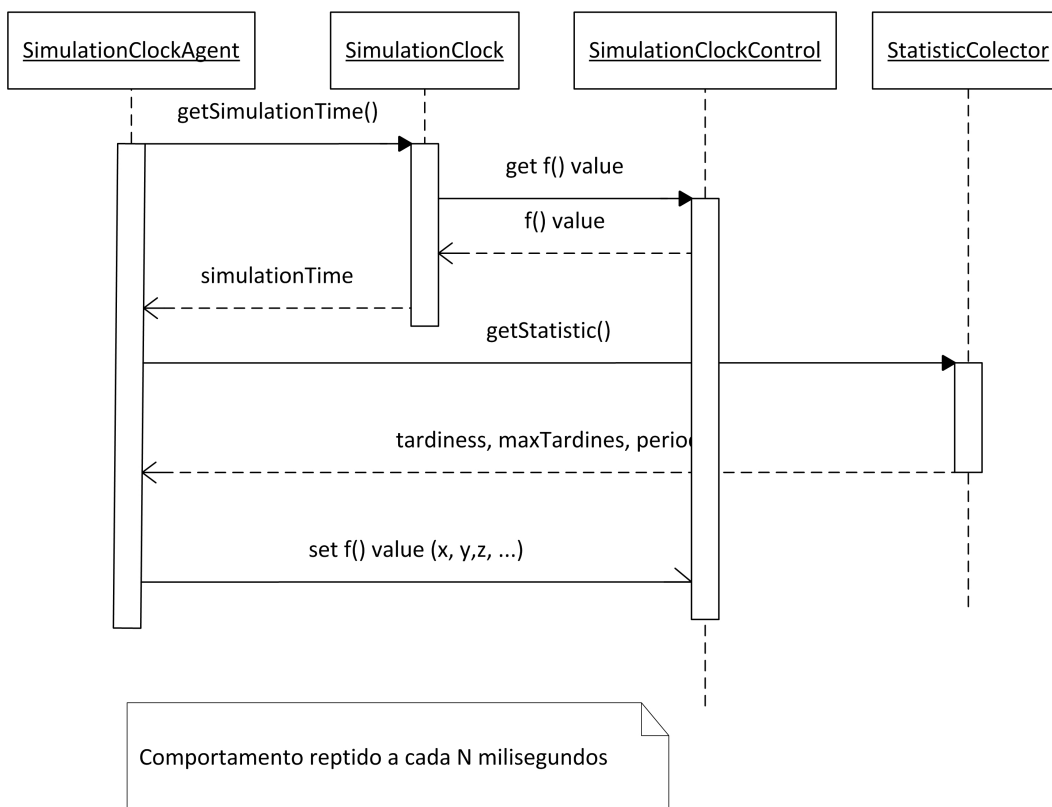 SimulationClockAgent
SimulationClock
SimulationClockControl
StatisticColector
getSimulationTime()
get f() value
f() value
simulationTime
getStatistic()
tardiness, maxTardines,
set f() value (x, y,z, ...)
Comportamento reptido a cada N milisegundos